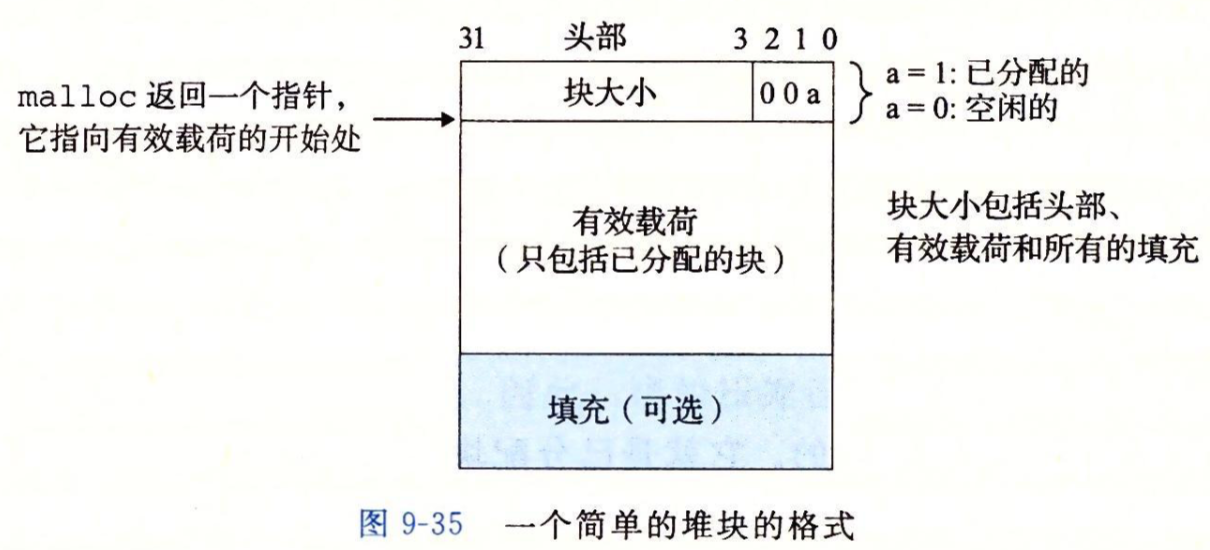 31 头部 3 2 1 0
块大小 0 0 a
a = 1: 已分配的
a = 0: 空闲的
malloc 返回一个指针，
它指向有效载荷的开始处
有效载荷
（只包括已分配的块）
块大小包括头部、
有效载荷和所有的填充
填充（可选）
图 9-35 一个简单的堆块的格式